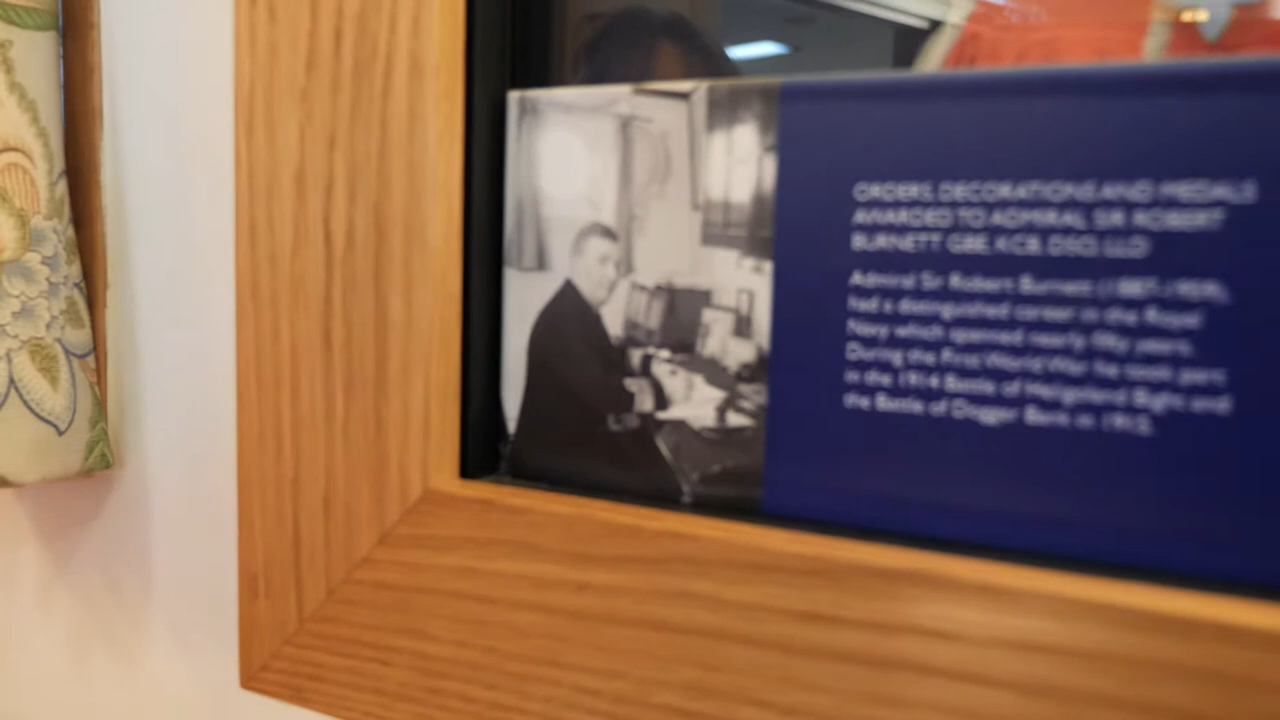 ORDERS, DECORATIONS AND MEDALS
AWARDED TO ADMIRAL SIR ROBERT
BURNETT GBE, KCB, DSO, LLD
Admiral Sir Robert Burnett (1887-1959),
had a distinguished career in the Royal
Navy which spanned nearly fifty years.
During the First World War he took part
in the 1914 Battle of Heligoland Bight and
the Battle of Dogger Bank in 1915.